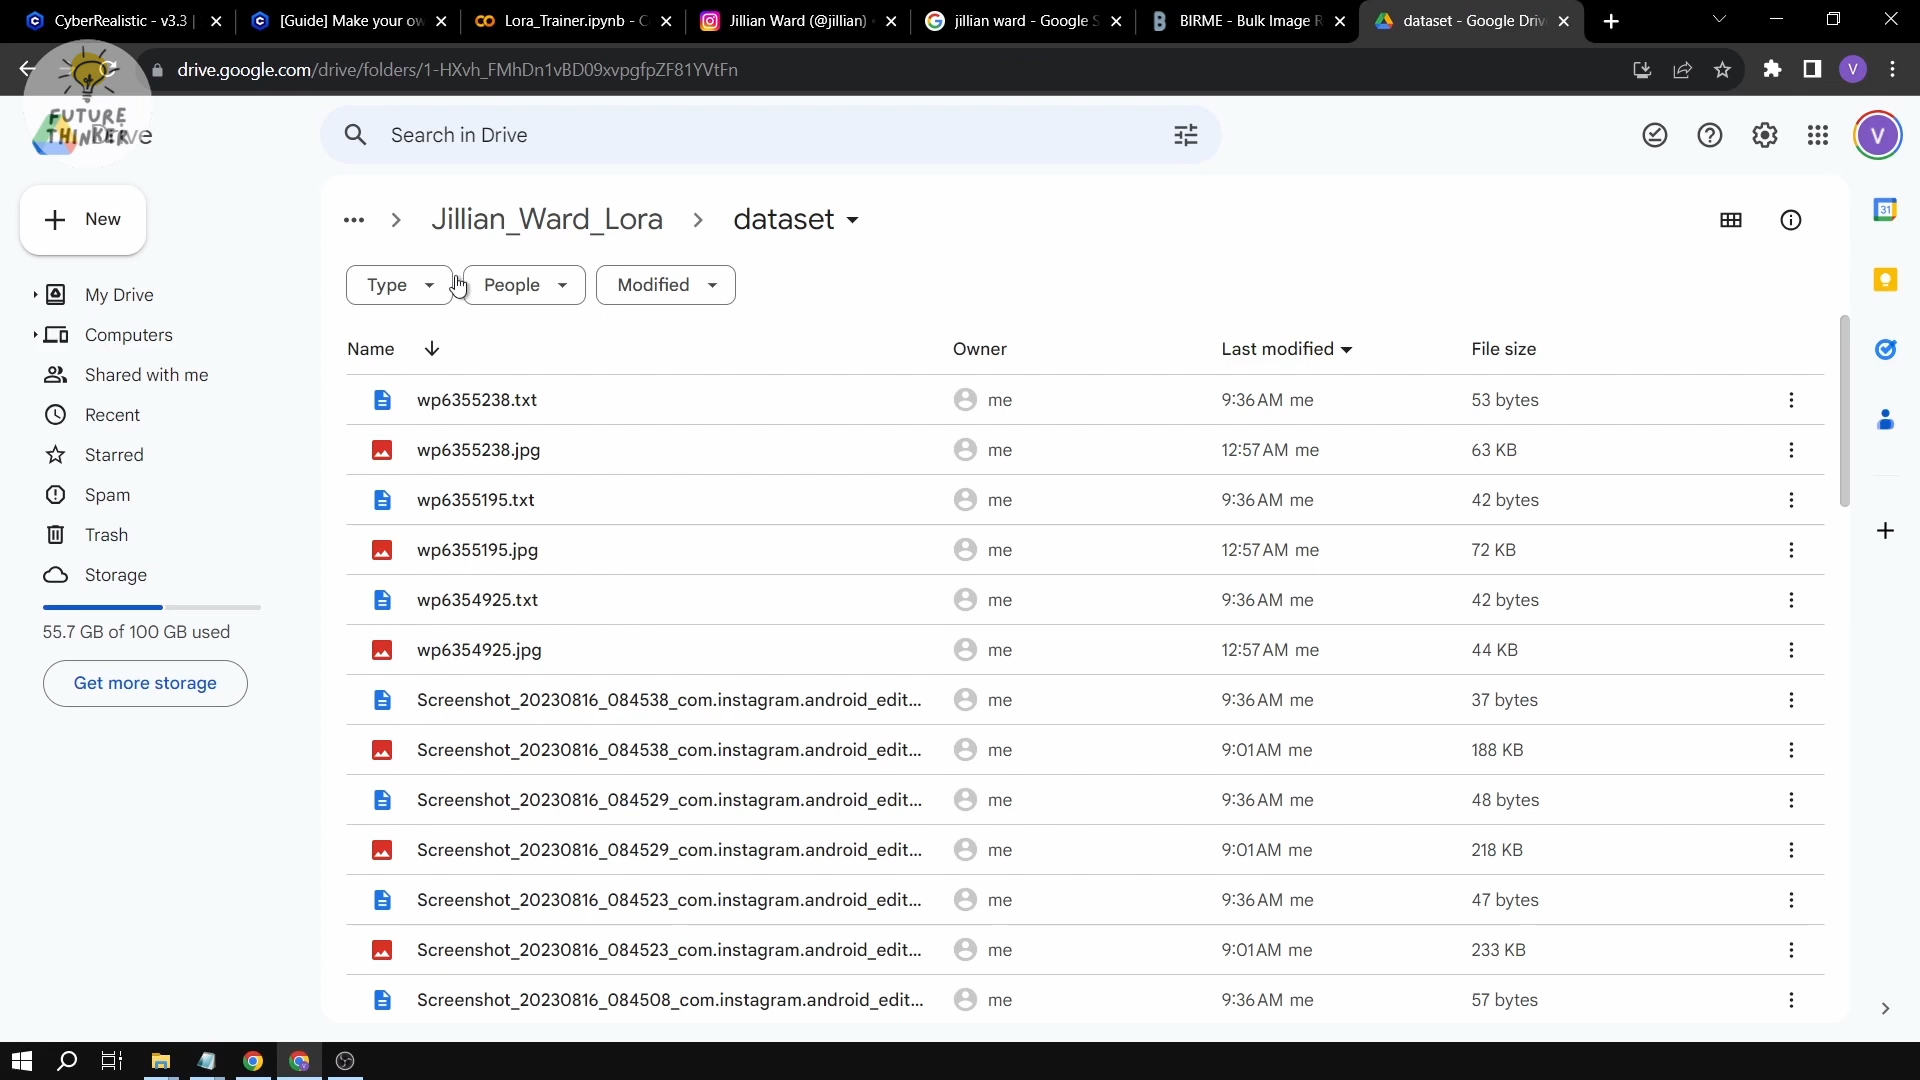 CyberRealistic - v3.3 |
[Guide] Make your ow
Lora_Trainer.ipynb - C
Jillian Ward (@jillian)
jillian ward - Google S
BIRME - Bulk Image R
dataset - Google Driv
drive.google.com/drive/folders/1-HXvh_FMhDn1vBD09xvpgfpZF81YVtFn
V
FUTURE
THINKER
Drive
Search in Drive
V
New
Jillian_Ward_Lora > dataset
31
Type
People
Modified
My Drive
Computers
Shared with me
Recent
Starred
Spam
Trash
Storage
55.7 GB of 100 GB used
Get more storage
Name Owner Last modified File size
wp6355238.txt me 9:36 AM me 53 bytes
wp6355238.jpg me 12:57 AM me 63 KB
wp6355195.txt me 9:36 AM me 42 bytes
wp6355195.jpg me 12:57 AM me 72 KB
wp6354925.txt me 9:36 AM me 42 bytes
wp6354925.jpg me 12:57 AM me 44 KB
Screenshot_20230816_084538_com.instagram.android_edit... me 9:36 AM me 37 bytes
Screenshot_20230816_084538_com.instagram.android_edit... me 9:01 AM me 188 KB
Screenshot_20230816_084529_com.instagram.android_edit... me 9:36 AM me 48 bytes
Screenshot_20230816_084529_com.instagram.android_edit... me 9:01 AM me 218 KB
Screenshot_20230816_084523_com.instagram.android_edit... me 9:36 AM me 47 bytes
Screenshot_20230816_084523_com.instagram.android_edit... me 9:01 AM me 233 KB
Screenshot_20230816_084508_com.instagram.android_edit... me 9:36 AM me 57 bytes